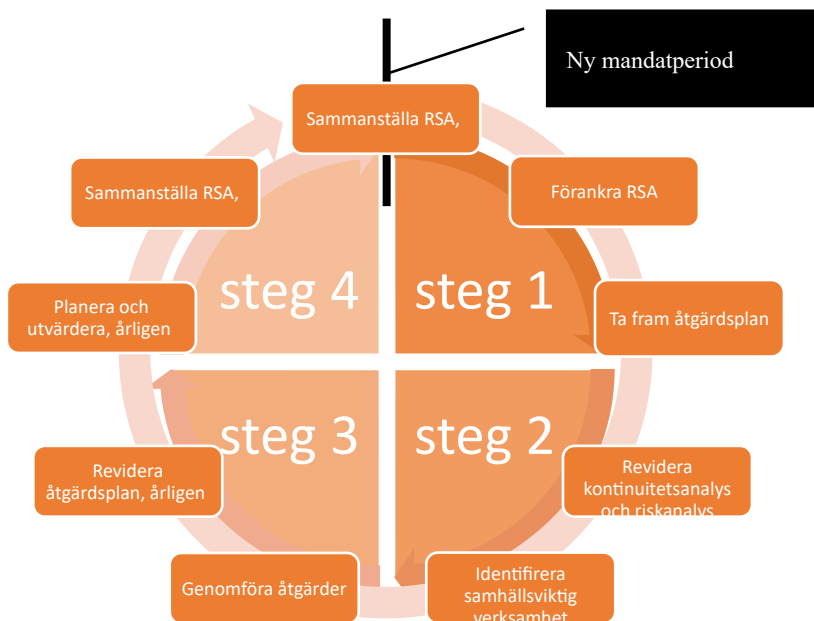 Ny mandatperiod
Sammanställa RSA,
Förankra RSA
Ta fram åtgärdsplan
Revidera
kontinuitetsanalys
och riskanalys
Identifirera
samhällsviktig
verksamhet
Genomföra åtgärder
Revidera
åtgärdsplan, årligen
Planera och
utvärdera, årligen
Sammanställa RSA,
steg 1
steg 2
steg 3
steg 4